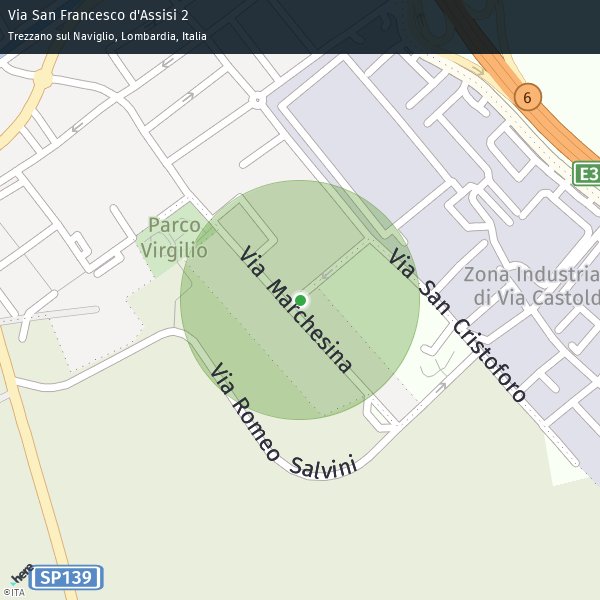 Via San Francesco d'Assisi 2
Trezzano sul Naviglio, Lombardia, Italia
6
E3
Parco
Virgilio
Via Marchesina
Via San Cristoforo
Zona Industria
di Via Castold
Via Romeo Salvini
SP139
here
©ITA